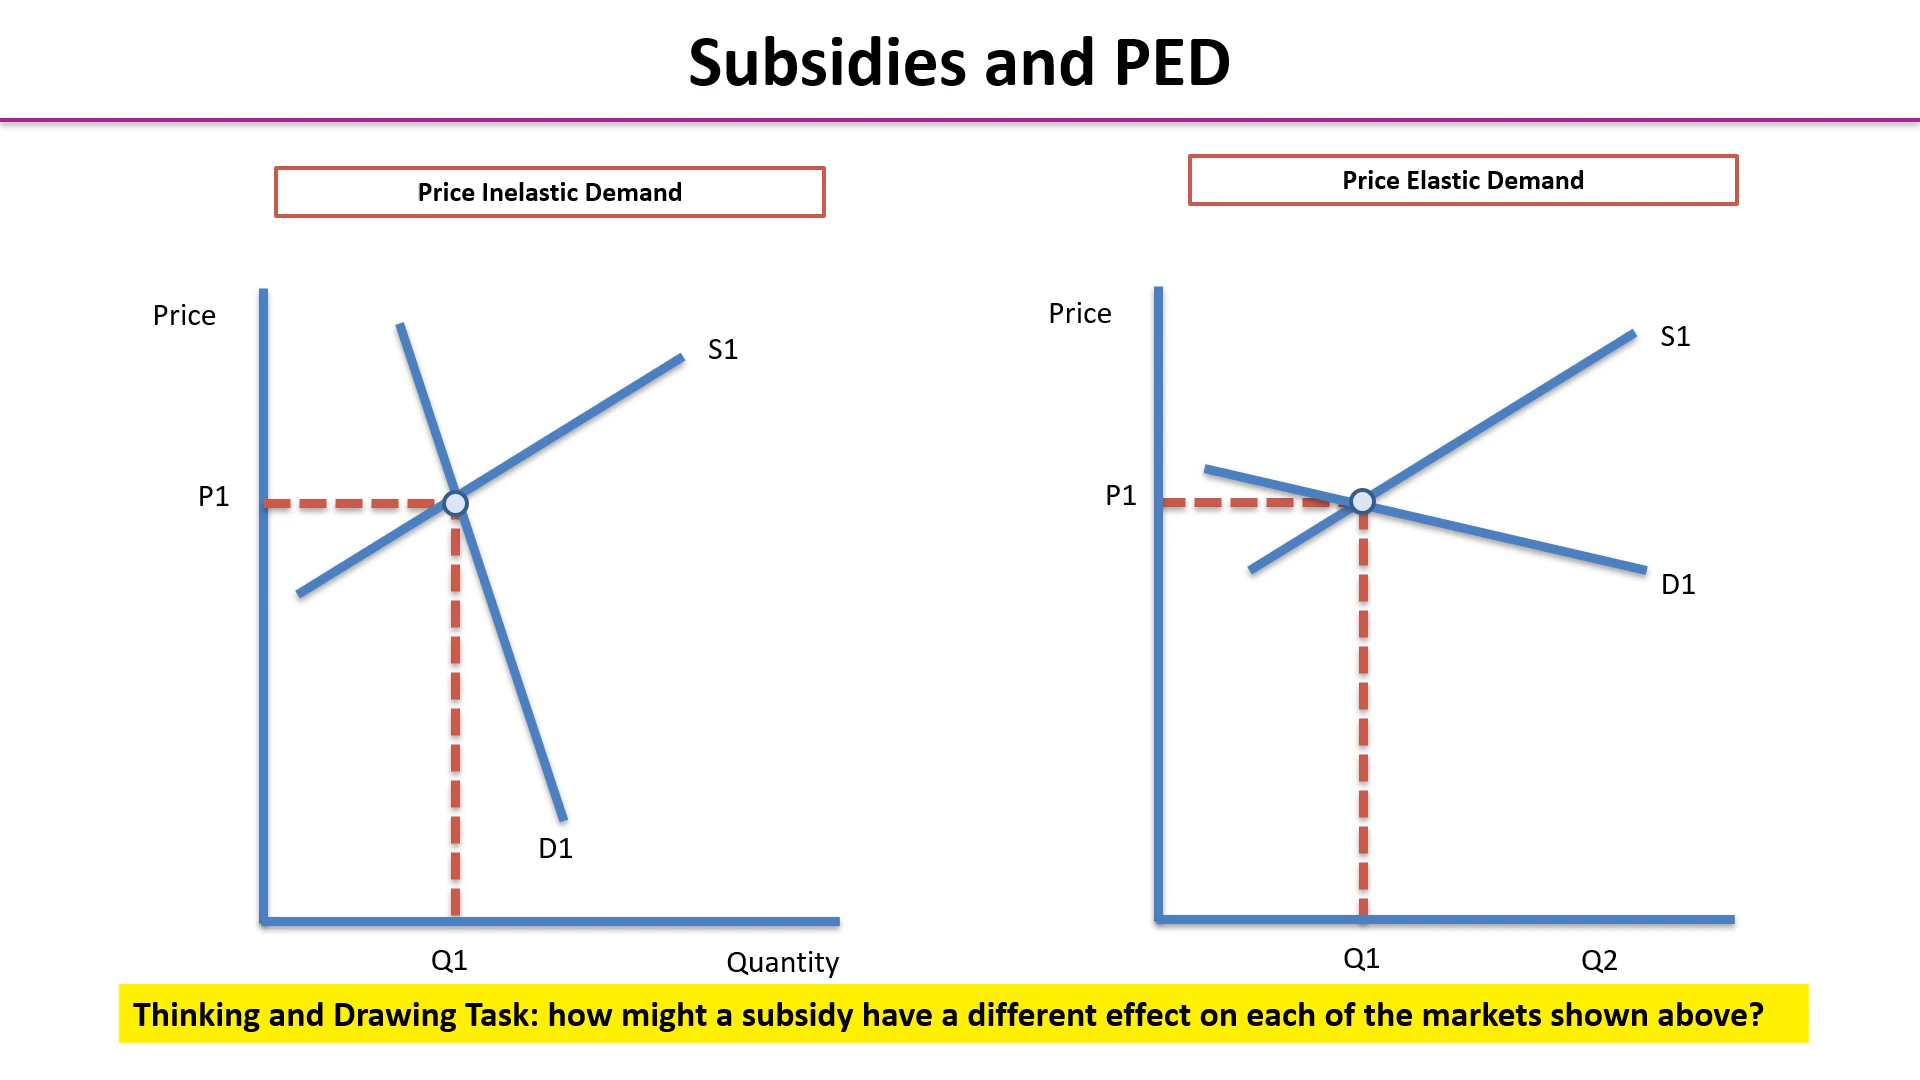 Subsidies and PED
Price Inelastic Demand
Price
S1
P1
D1
Q1
Quantity
Price Elastic Demand
Price
S1
P1
D1
Q1
Q2
Thinking and Drawing Task: how might a subsidy have a different effect on each of the markets shown above?